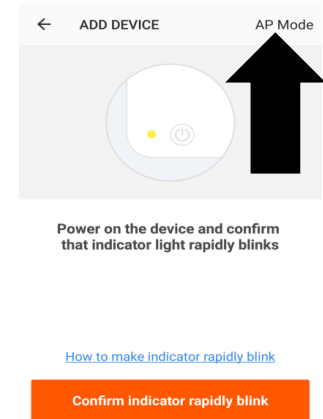 ADD DEVICE AP Mode
Power on the device and confirm
that indicator light rapidly blinks
How to make indicator rapidly blink
Confirm indicator rapidly blink